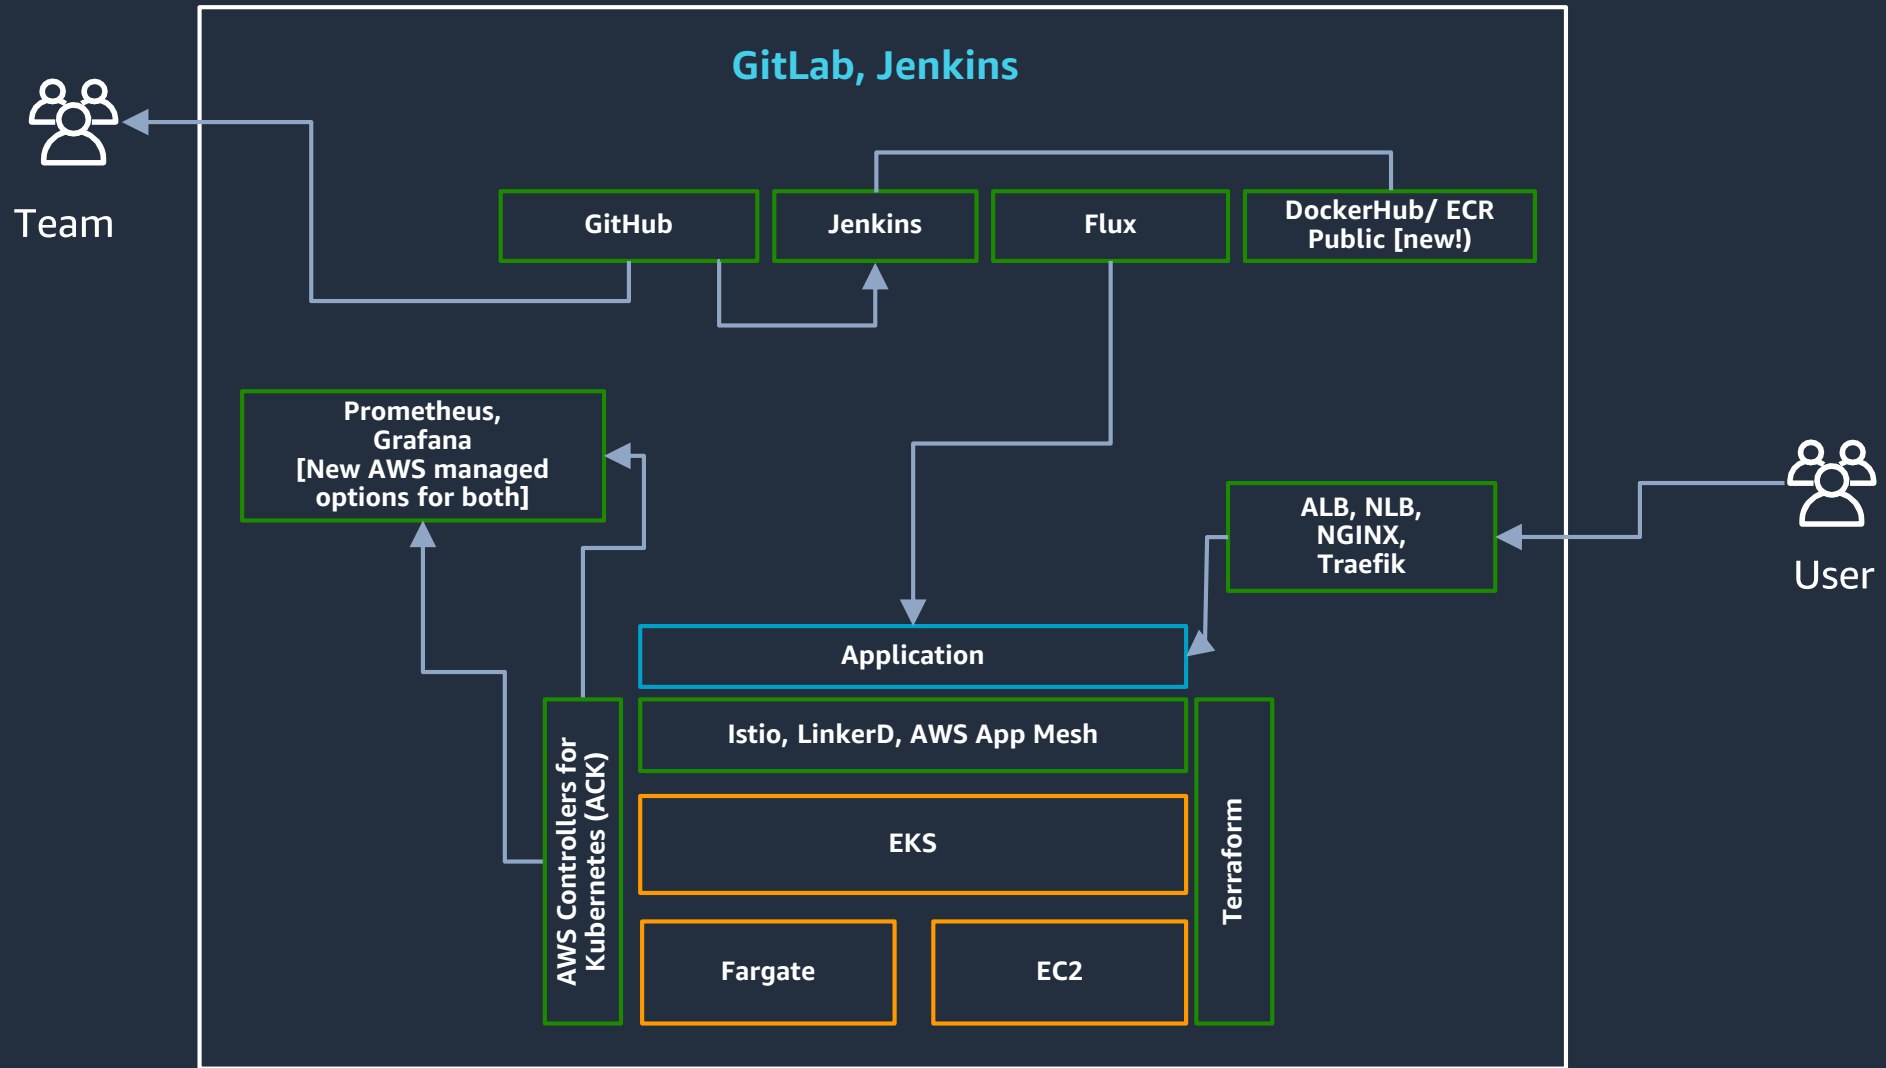 GitLab, Jenkins
Team
GitHub
Jenkins
Flux
DockerHub/ ECR
Public [new!)
Prometheus,
Grafana
[New AWS managed
options for both]
ALB, NLB,
NGINX,
Traefik
User
Application
Istio, LinkerD, AWS App Mesh
AWS Controllers for
Kubernetes (ACK)
EKS
Terraform
Fargate
EC2